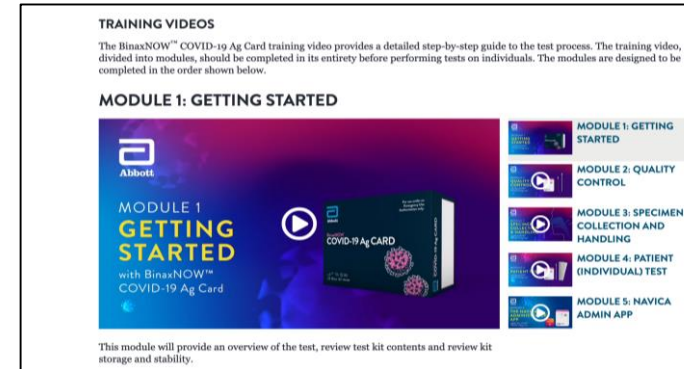 TRAINING VIDEOS
The BinaxNOW™ COVID-19 Ag Card training video provides a detailed step-by-step guide to the test process. The training video,
divided into modules, should be completed in its entirety before performing tests on individuals. The modules are designed to be
completed in the order shown below.
MODULE 1: GETTING STARTED
Abbott
MODULE 1
GETTING
STARTED
with BinaxNOW™
COVID-19 Ag Card
BinaxNOW™
COVID-19 Ag CARD
MODULE 1: GETTING
STARTED
MODULE 2: QUALITY
CONTROL
MODULE 3: SPECIMEN
COLLECTION AND
HANDLING
MODULE 4: PATIENT
(INDIVIDUAL) TEST
MODULE 5: NAVICA
ADMIN APP
This module will provide an overview of the test, review test kit contents and review kit
storage and stability.